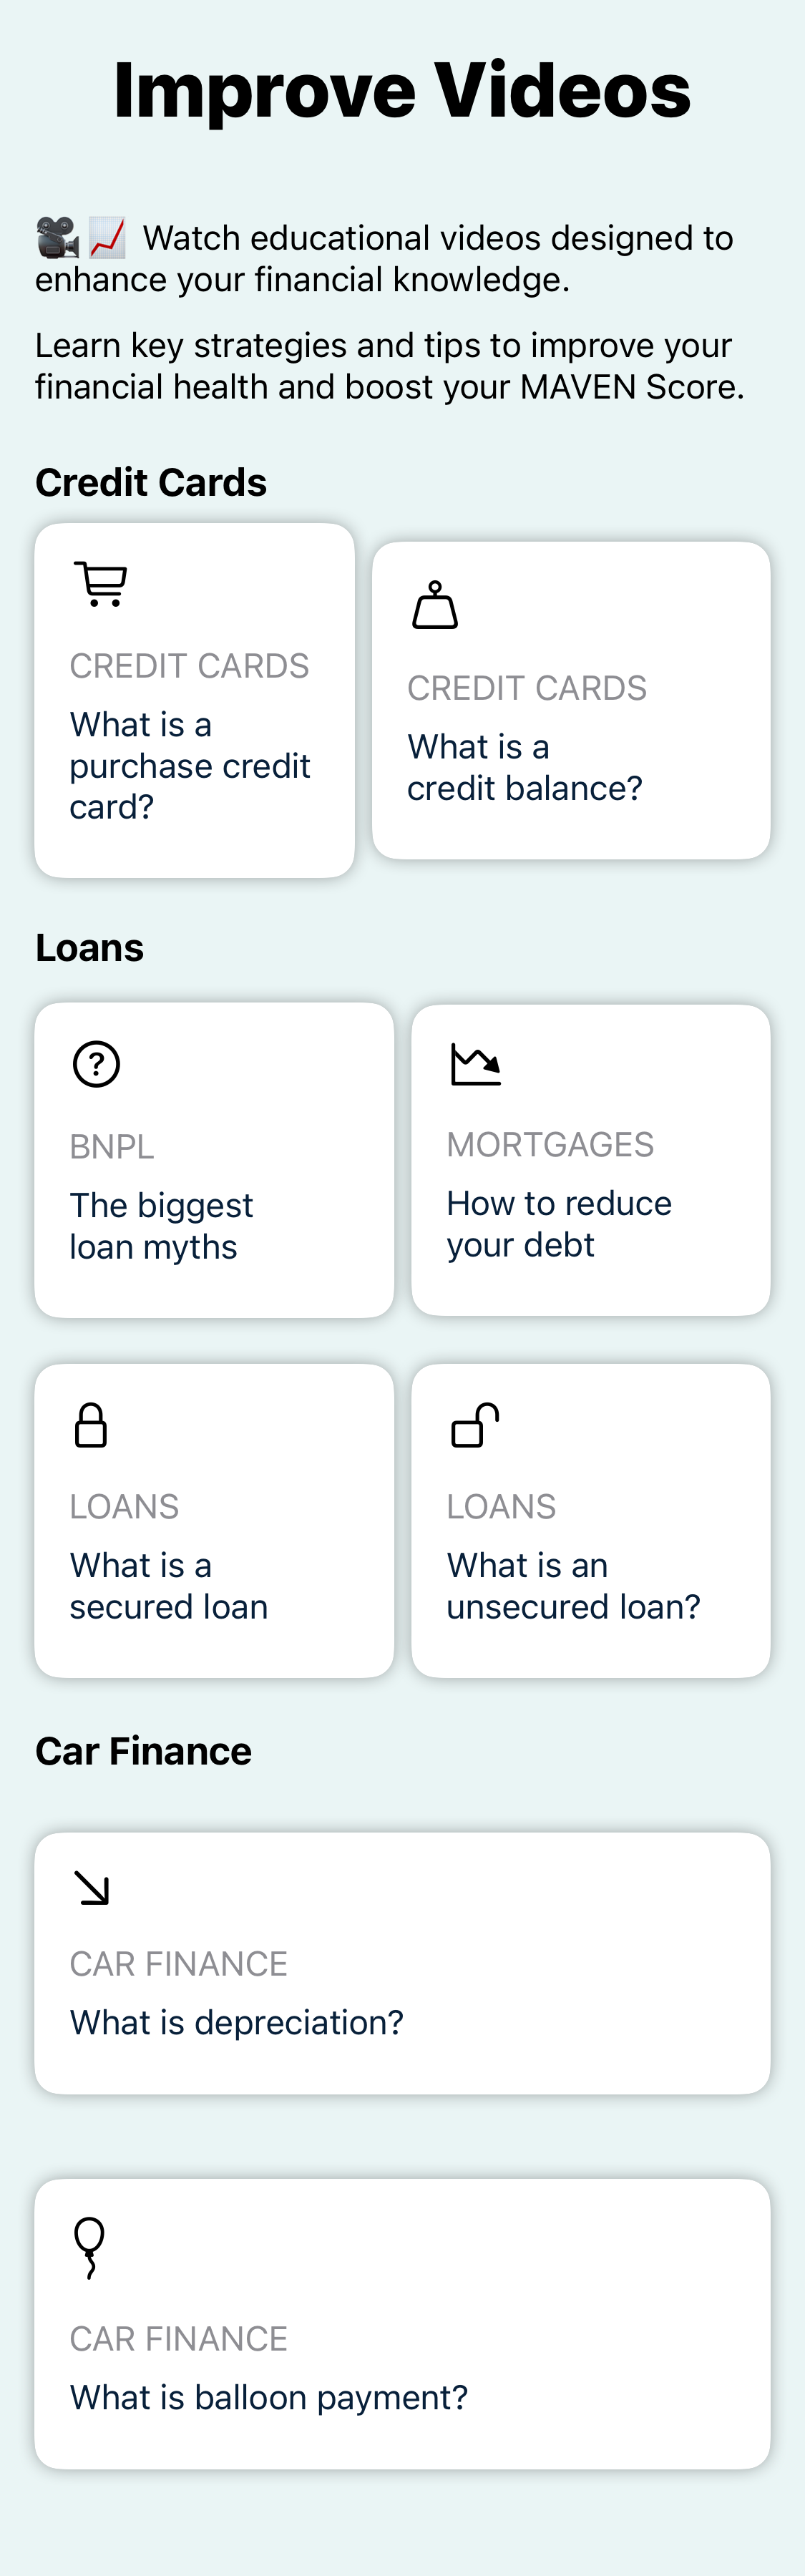 Improve Videos
🎥📈 Watch educational videos designed to
enhance your financial knowledge.
Learn key strategies and tips to improve your
financial health and boost your MAVEN Score.
Credit Cards
CREDIT CARDS
What is a
purchase credit
card?
CREDIT CARDS
What is a
credit balance?
Loans
?
BNPL
The biggest
loan myths
MORTGAGES
How to reduce
your debt
LOANS
What is a
secured loan
LOANS
What is an
unsecured loan?
Car Finance
CAR FINANCE
What is depreciation?
CAR FINANCE
What is balloon payment?